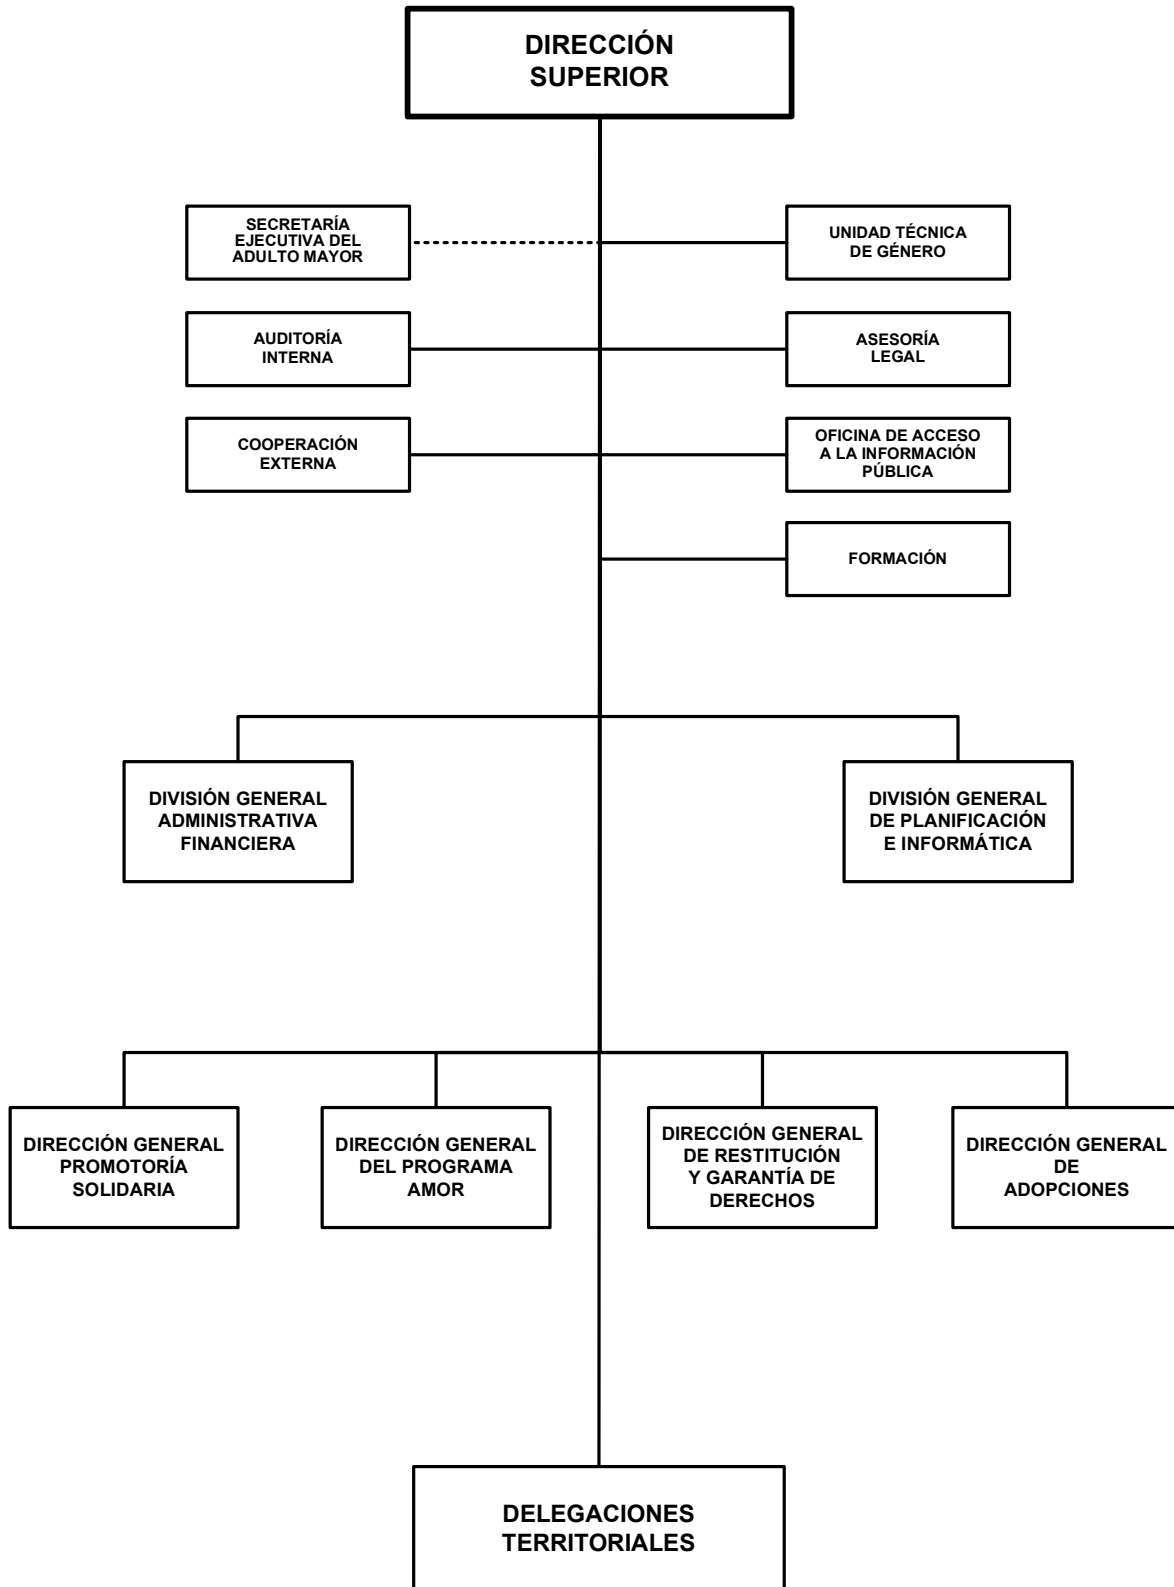 DIRECCIÓN
SUPERIOR
SECRETARÍA
EJECUTIVA DEL
ADULTO MAYOR
UNIDAD TÉCNICA
DE GÉNERO
AUDITORÍA
INTERNA
ASESORÍA
LEGAL
COOPERACIÓN
EXTERNA
OFICINA DE ACCESO
A LA INFORMACIÓN
PÚBLICA
FORMACIÓN
DIVISIÓN GENERAL
ADMINISTRATIVA
FINANCIERA
DIVISIÓN GENERAL
DE PLANIFICACIÓN
E INFORMÁTICA
DIRECCIÓN GENERAL
PROMOTORÍA
SOLIDARIA
DIRECCIÓN GENERAL
DEL PROGRAMA
AMOR
DIRECCIÓN GENERAL
DE RESTITUCIÓN
Y GARANTÍA DE
DERECHOS
DIRECCIÓN GENERAL
DE
ADOPCIONES
DELEGACIONES
TERRITORIALES